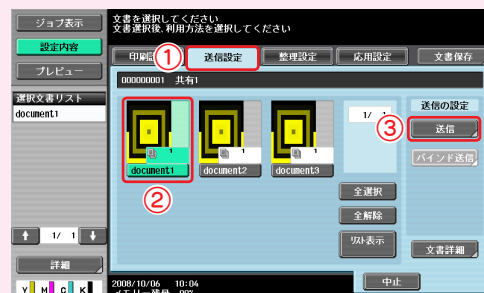 ジョブ表示
設定内容
プレビュー
選択文書リスト
document1
1/ 1
詳細
Y M C K
文書を選択してください
文書選択後､利用方法を選択してください
① 送信設定 整理設定 応用設定 文書保存
000000001 共有1
1 1 1
document1 document2 document3
②
1/
全選択
全解除
ﾘｽﾄ表示
送信の設定
③ 送信
バインド送信
文書詳細
中止
2008/10/06 10:04